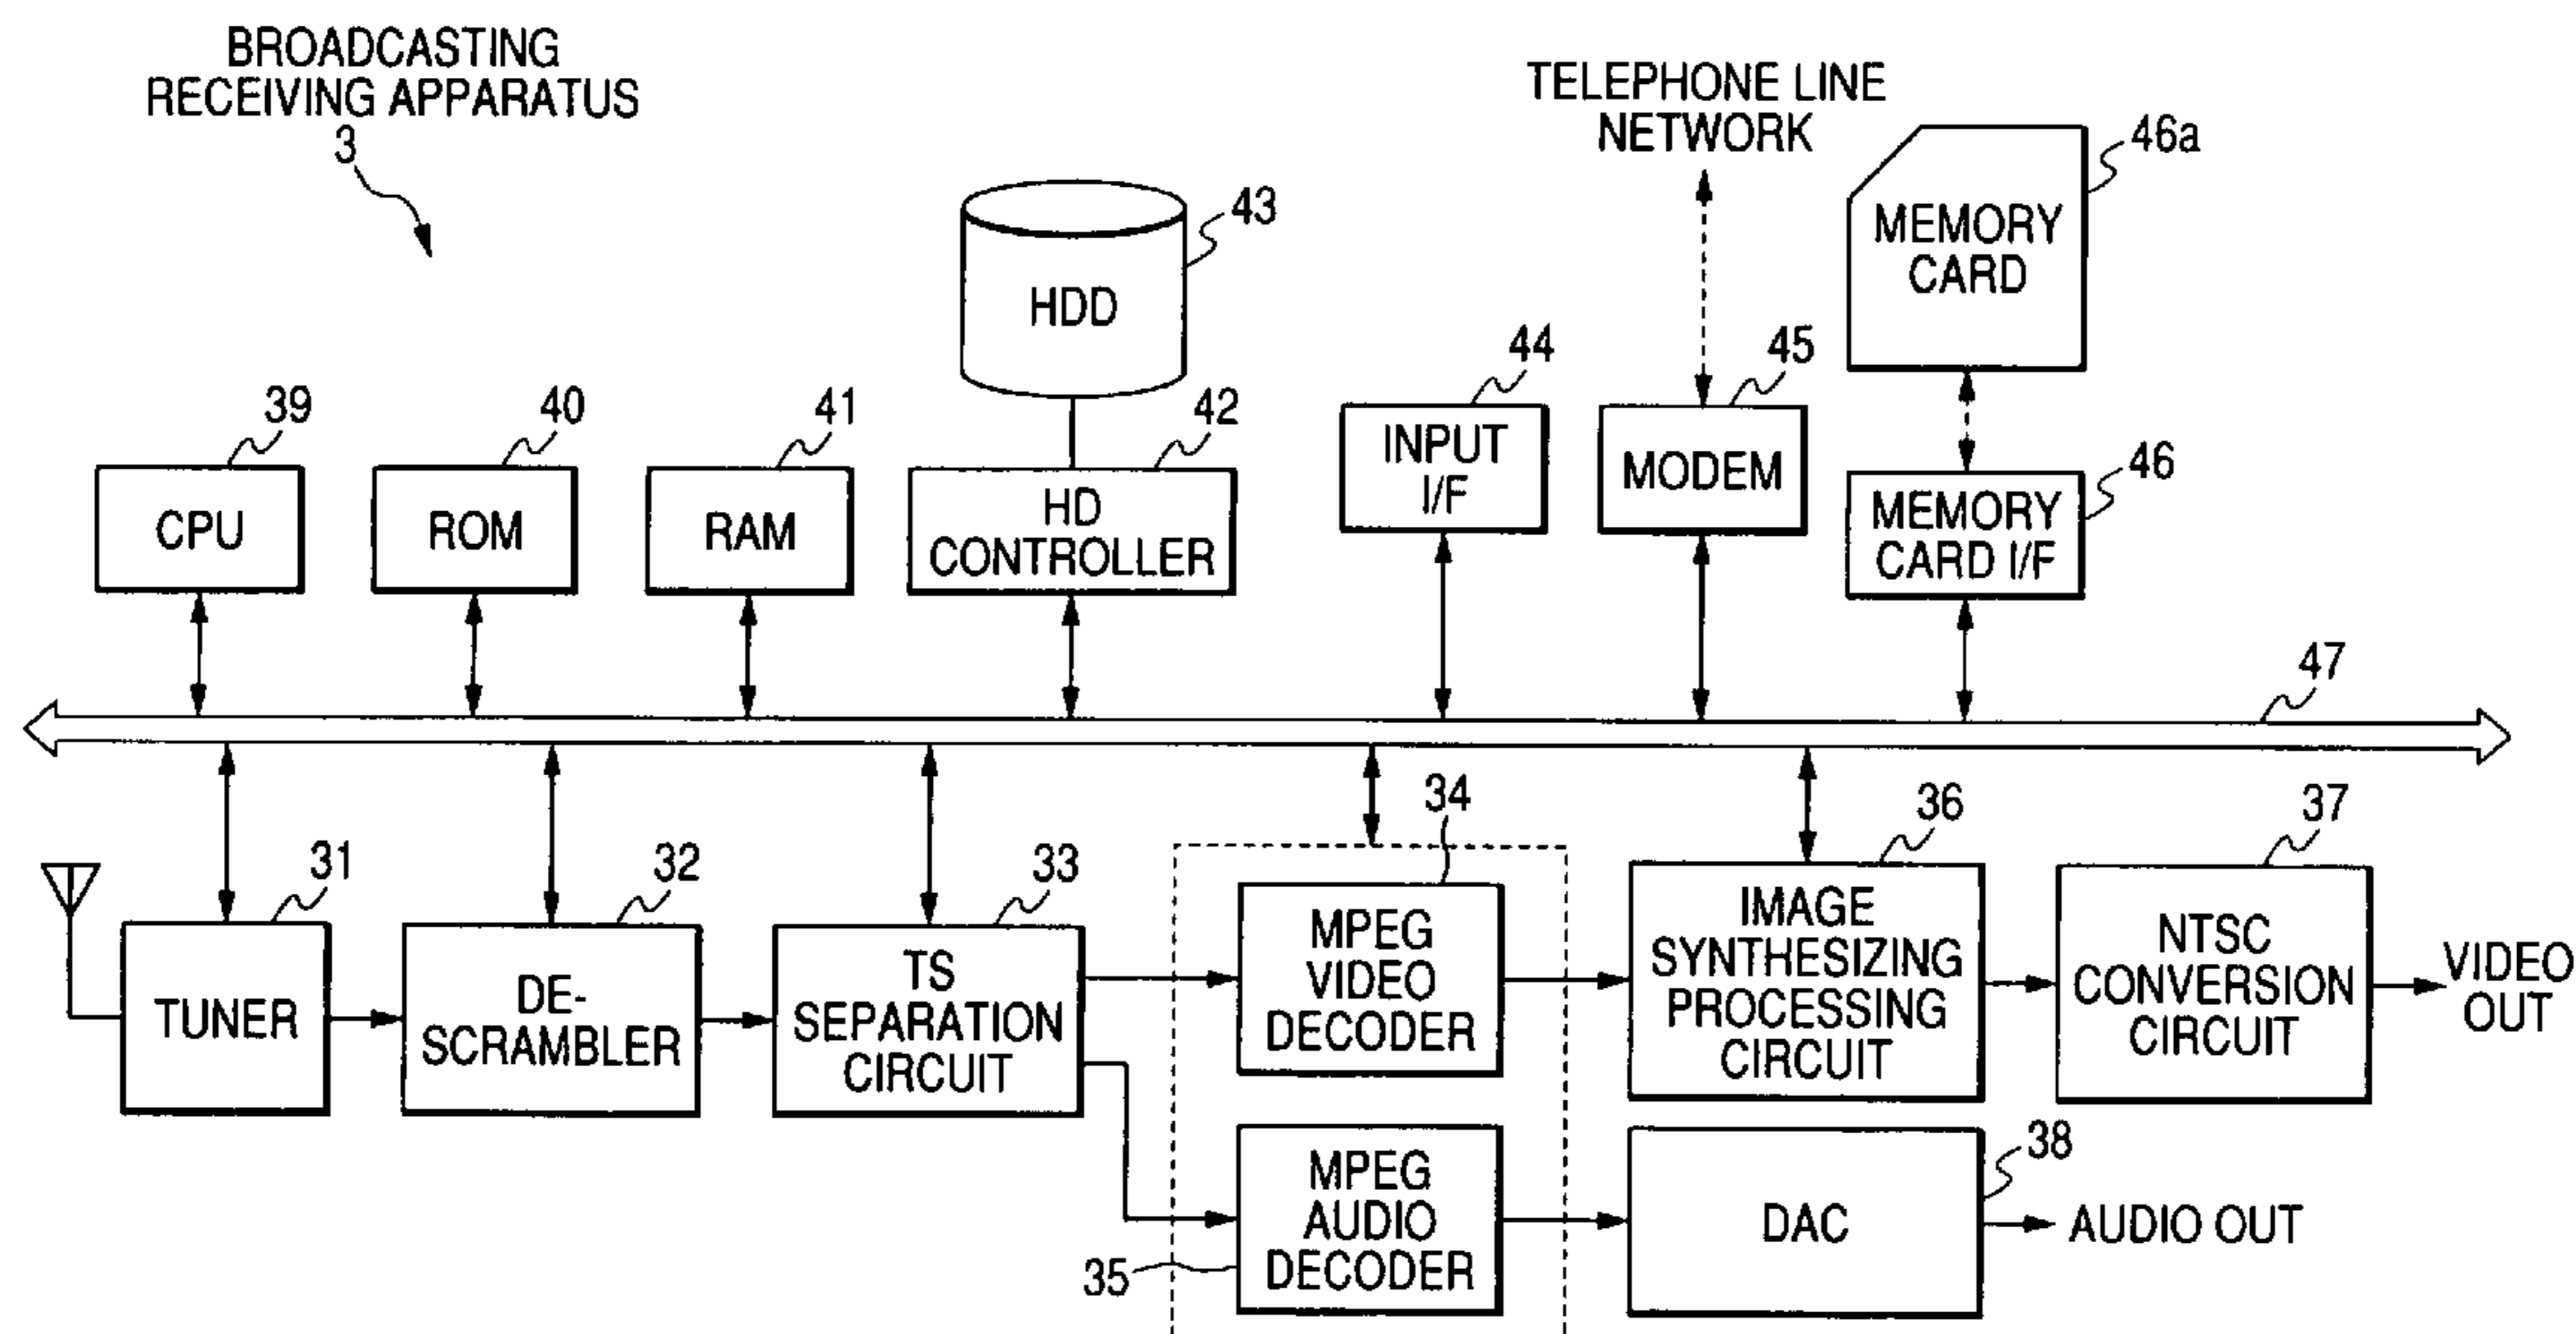 BROADCASTING
RECEIVING APPARATUS
3
TELEPHONE LINE
NETWORK
46a
MEMORY
CARD
43
HDD
44
45
39
40
41
42
46
INPUT
I/F
MODEM
CPU
ROM
RAM
HD
CONTROLLER
MEMORY
CARD I/F
47
34
36
37
31
32
33
TUNER
DE-
SCRAMBLER
TS
SEPARATION
CIRCUIT
MPEG
VIDEO
DECODER
IMAGE
SYNTHESIZING
PROCESSING
CIRCUIT
NTSC
CONVERSION
CIRCUIT
VIDEO
OUT
35
MPEG
AUDIO
DECODER
DAC
38
AUDIO OUT